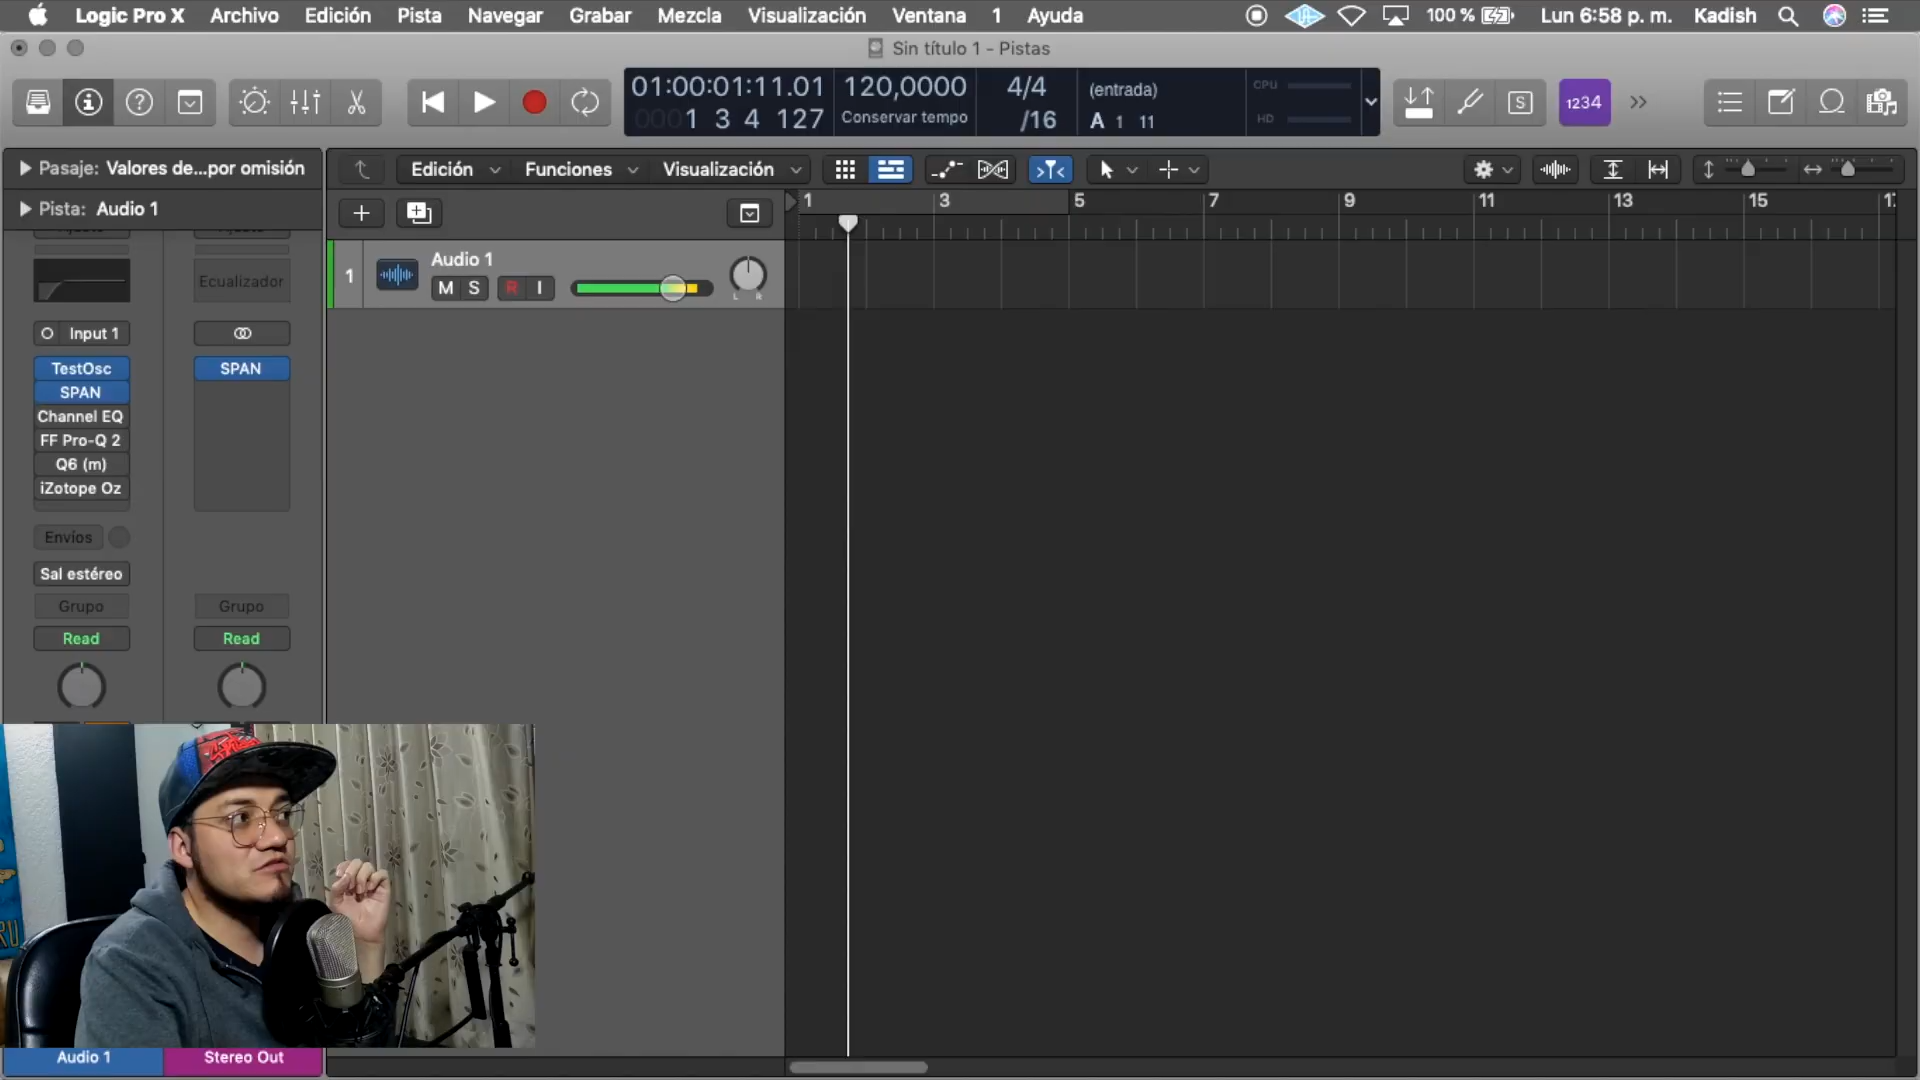 Logic Pro X Archivo Edición Pista Navegar Grabar Mezcla Visualización Ventana 1 Ayuda 100 % Lun 6:58 p. m. Kadish
Sin título 1 - Pistas
01:00:01:11.01 120,0000 4/4 (entrada) CPU
0001 3 4 127 Conservar tempo /16 A 1 11 HD
S 1234
Pasaje: Valores de...por omisión
Edición Funciones Visualización
Pista: Audio 1
1 3 5 7 9 11 13 15
1 Audio 1
M S R I
L R
Ecualizador
Input 1
TestOsc SPAN
SPAN
Channel EQ
FF Pro-Q 2
Q6 (m)
iZotope Oz
Envíos
Sal estéreo
Grupo Grupo
Read Read
RU
Audio 1 Stereo Out